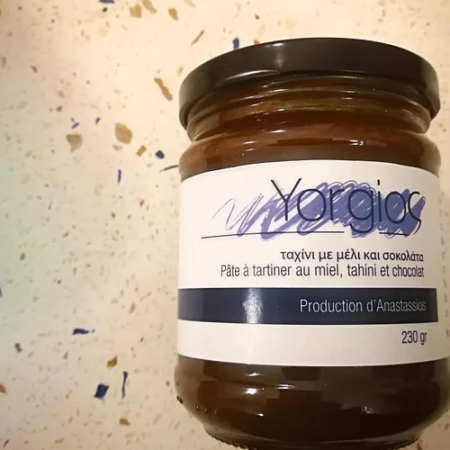 Yorgios
ταχίνι με μέλι και σοκολάτα
Pâte à tartiner au miel, tahini et chocolat
Production d'Anastassios
230 gr